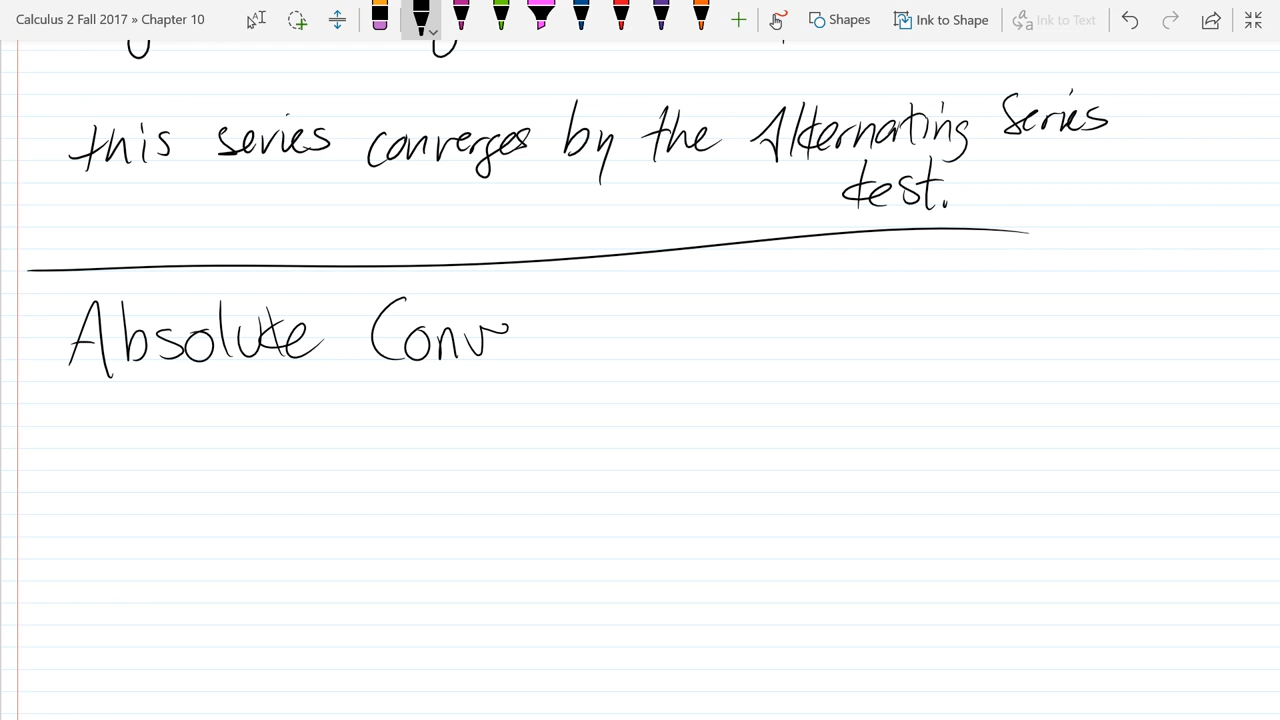 Calculus 2 Fall 2017 » Chapter 10
Shapes
Ink to Shape
Ink to Text
this series converges by the Alternating Series
test.
Absolute Conv